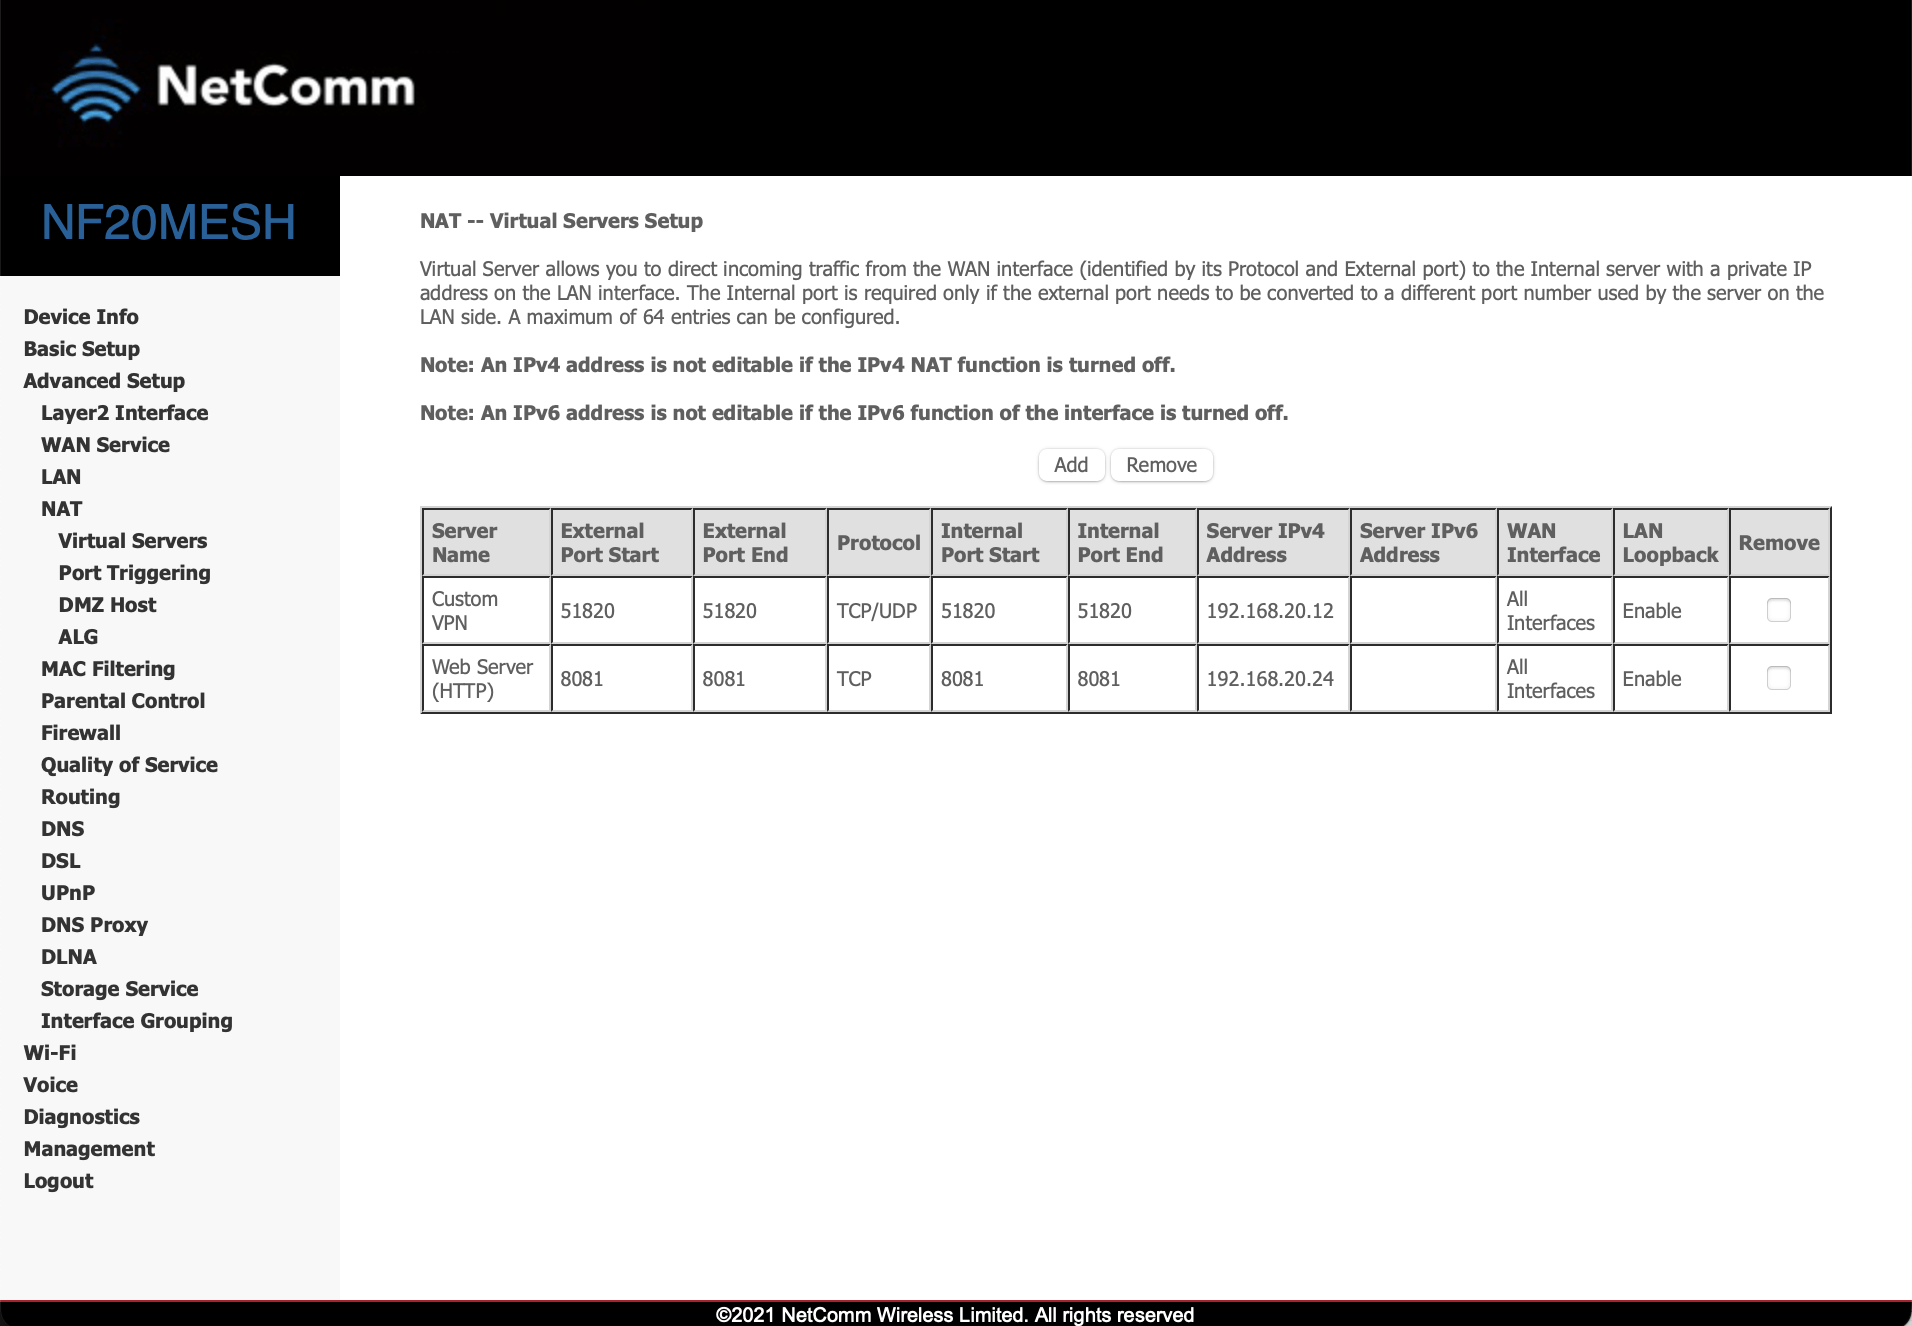 NetComm
NF20MESH
Device Info
Basic Setup
Advanced Setup
Layer2 Interface
WAN Service
LAN
NAT
Virtual Servers
Port Triggering
DMZ Host
ALG
MAC Filtering
Parental Control
Firewall
Quality of Service
Routing
DNS
DSL
UPnP
DNS Proxy
DLNA
Storage Service
Interface Grouping
Wi-Fi
Voice
Diagnostics
Management
Logout
NAT -- Virtual Servers Setup
Virtual Server allows you to direct incoming traffic from the WAN interface (identified by its Protocol and External port) to the Internal server with a private IP
address on the LAN interface. The Internal port is required only if the external port needs to be converted to a different port number used by the server on the
LAN side. A maximum of 64 entries can be configured.
Note: An IPv4 address is not editable if the IPv4 NAT function is turned off.
Note: An IPv6 address is not editable if the IPv6 function of the interface is turned off.
Add Remove
Server Name External Port Start External Port End Protocol Internal Port Start Internal Port End Server IPv4 Address Server IPv6 Address WAN Interface LAN Loopback Remove
Custom VPN 51820 51820 TCP/UDP 51820 51820 192.168.20.12 All Interfaces Enable
Web Server (HTTP) 8081 8081 TCP 8081 8081 192.168.20.24 All Interfaces Enable
©2021 NetComm Wireless Limited. All rights reserved